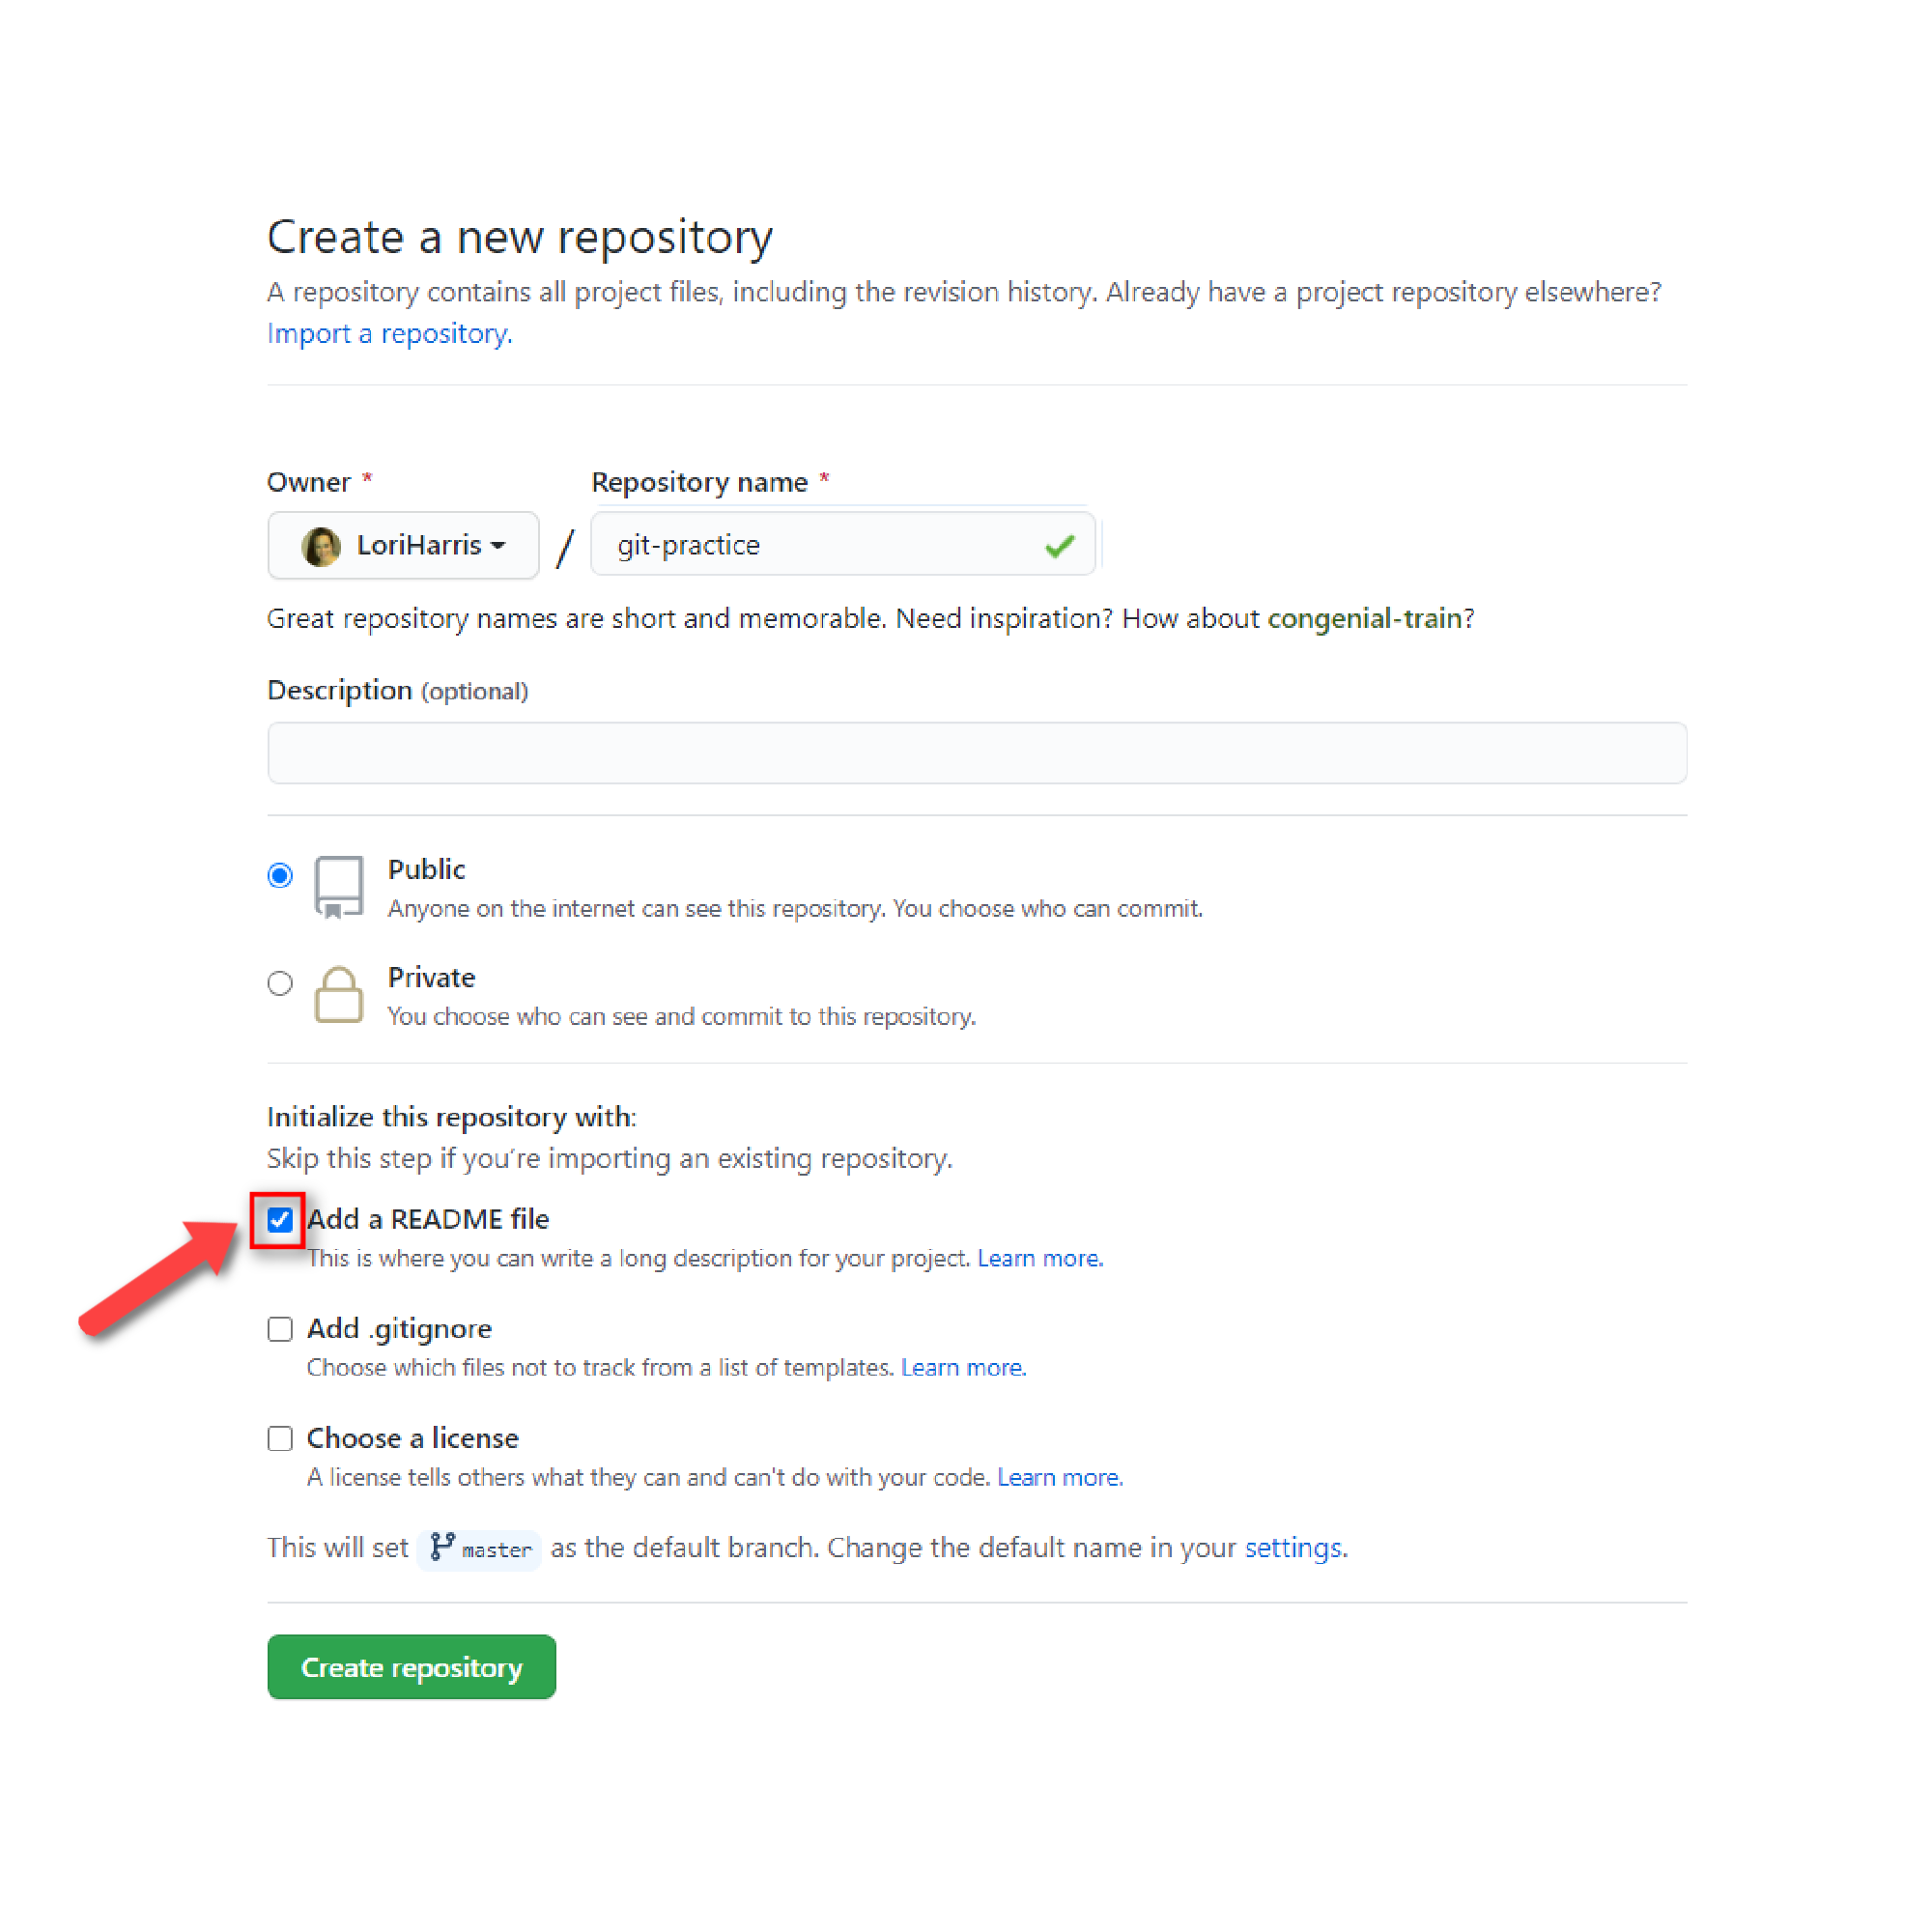 Create a new repository
A repository contains all project files, including the revision history. Already have a project repository elsewhere?
Import a repository.
Owner * Repository name *
LoriHarris / git-practice
Great repository names are short and memorable. Need inspiration? How about congenial-train?
Description (optional)
Public
Anyone on the internet can see this repository. You choose who can commit.
Private
You choose who can see and commit to this repository.
Initialize this repository with:
Skip this step if you’re importing an existing repository.
Add a README file
This is where you can write a long description for your project. Learn more.
Add .gitignore
Choose which files not to track from a list of templates. Learn more.
Choose a license
A license tells others what they can and can't do with your code. Learn more.
This will set master as the default branch. Change the default name in your settings.
Create repository